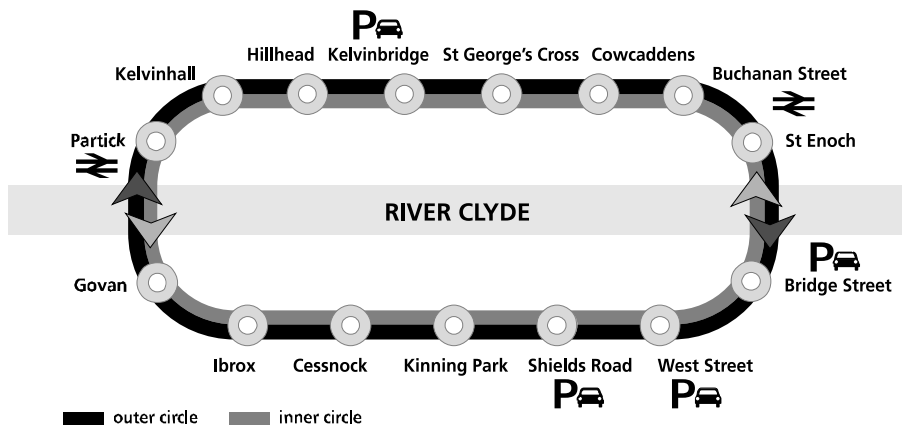 P
Hillhead Kelvinbridge St George's Cross Cowcaddens
Kelvinhall
Buchanan Street
Partick
St Enoch
RIVER CLYDE
P
Govan
Bridge Street
Ibrox Cessnock Kinning Park Shields Road West Street
P P
outer circle inner circle